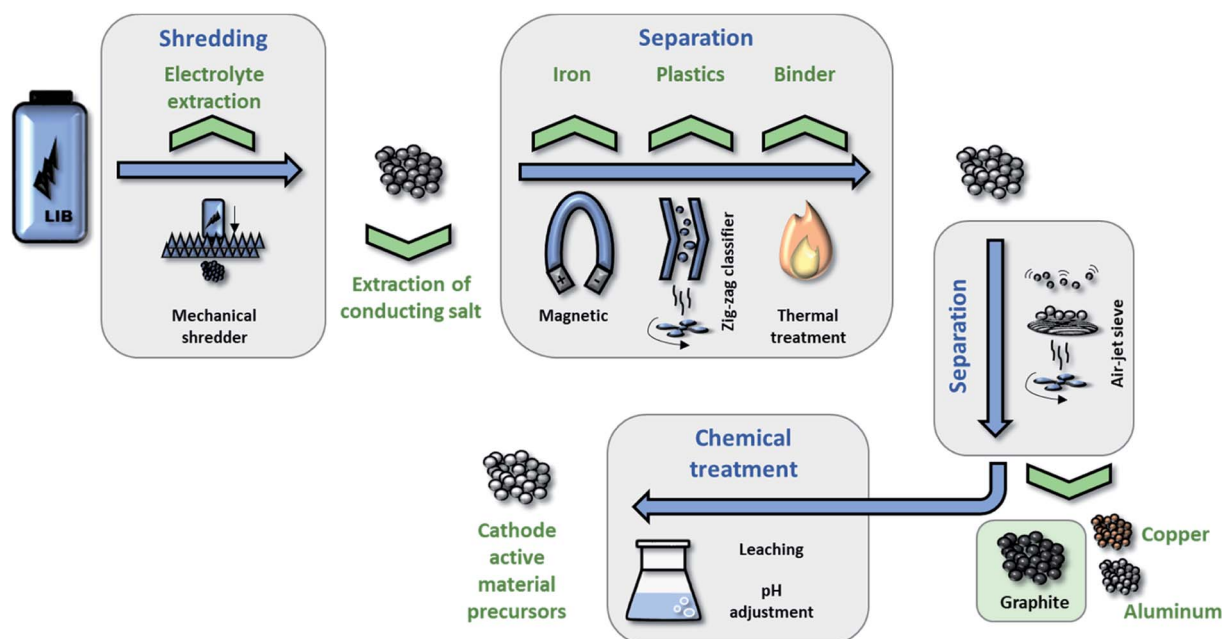 Shredding
Electrolyte
extraction
LIB
Mechanical
shredder
Extraction of
conducting salt
Separation
Iron
Plastics
Binder
+
-
Magnetic
Zig-zag classifier
Thermal
treatment
Separation
Air-jet sieve
Chemical
treatment
Leaching
pH
adjustment
Cathode
active
material
precursors
Graphite
Copper
Aluminum